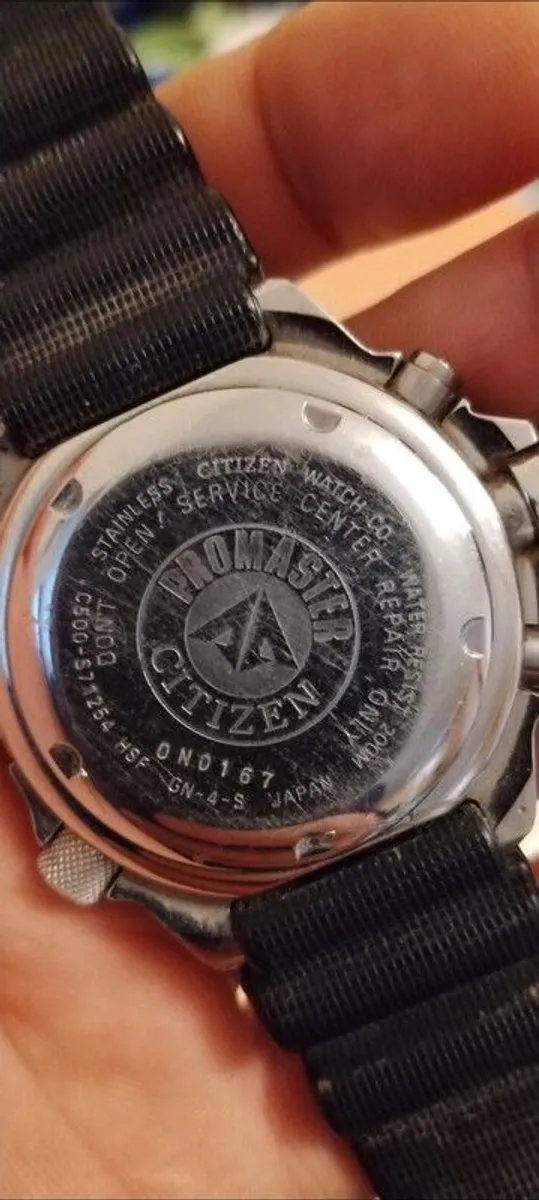 CITIZEN WATCH CO. WATER RESIST 200M
STAINLESS
DON'T OPEN! SERVICE CENTER REPAIR ONLY
PROMASTER
CITIZEN
0N0167
C500-S71254 HSF GN-4-S JAPAN